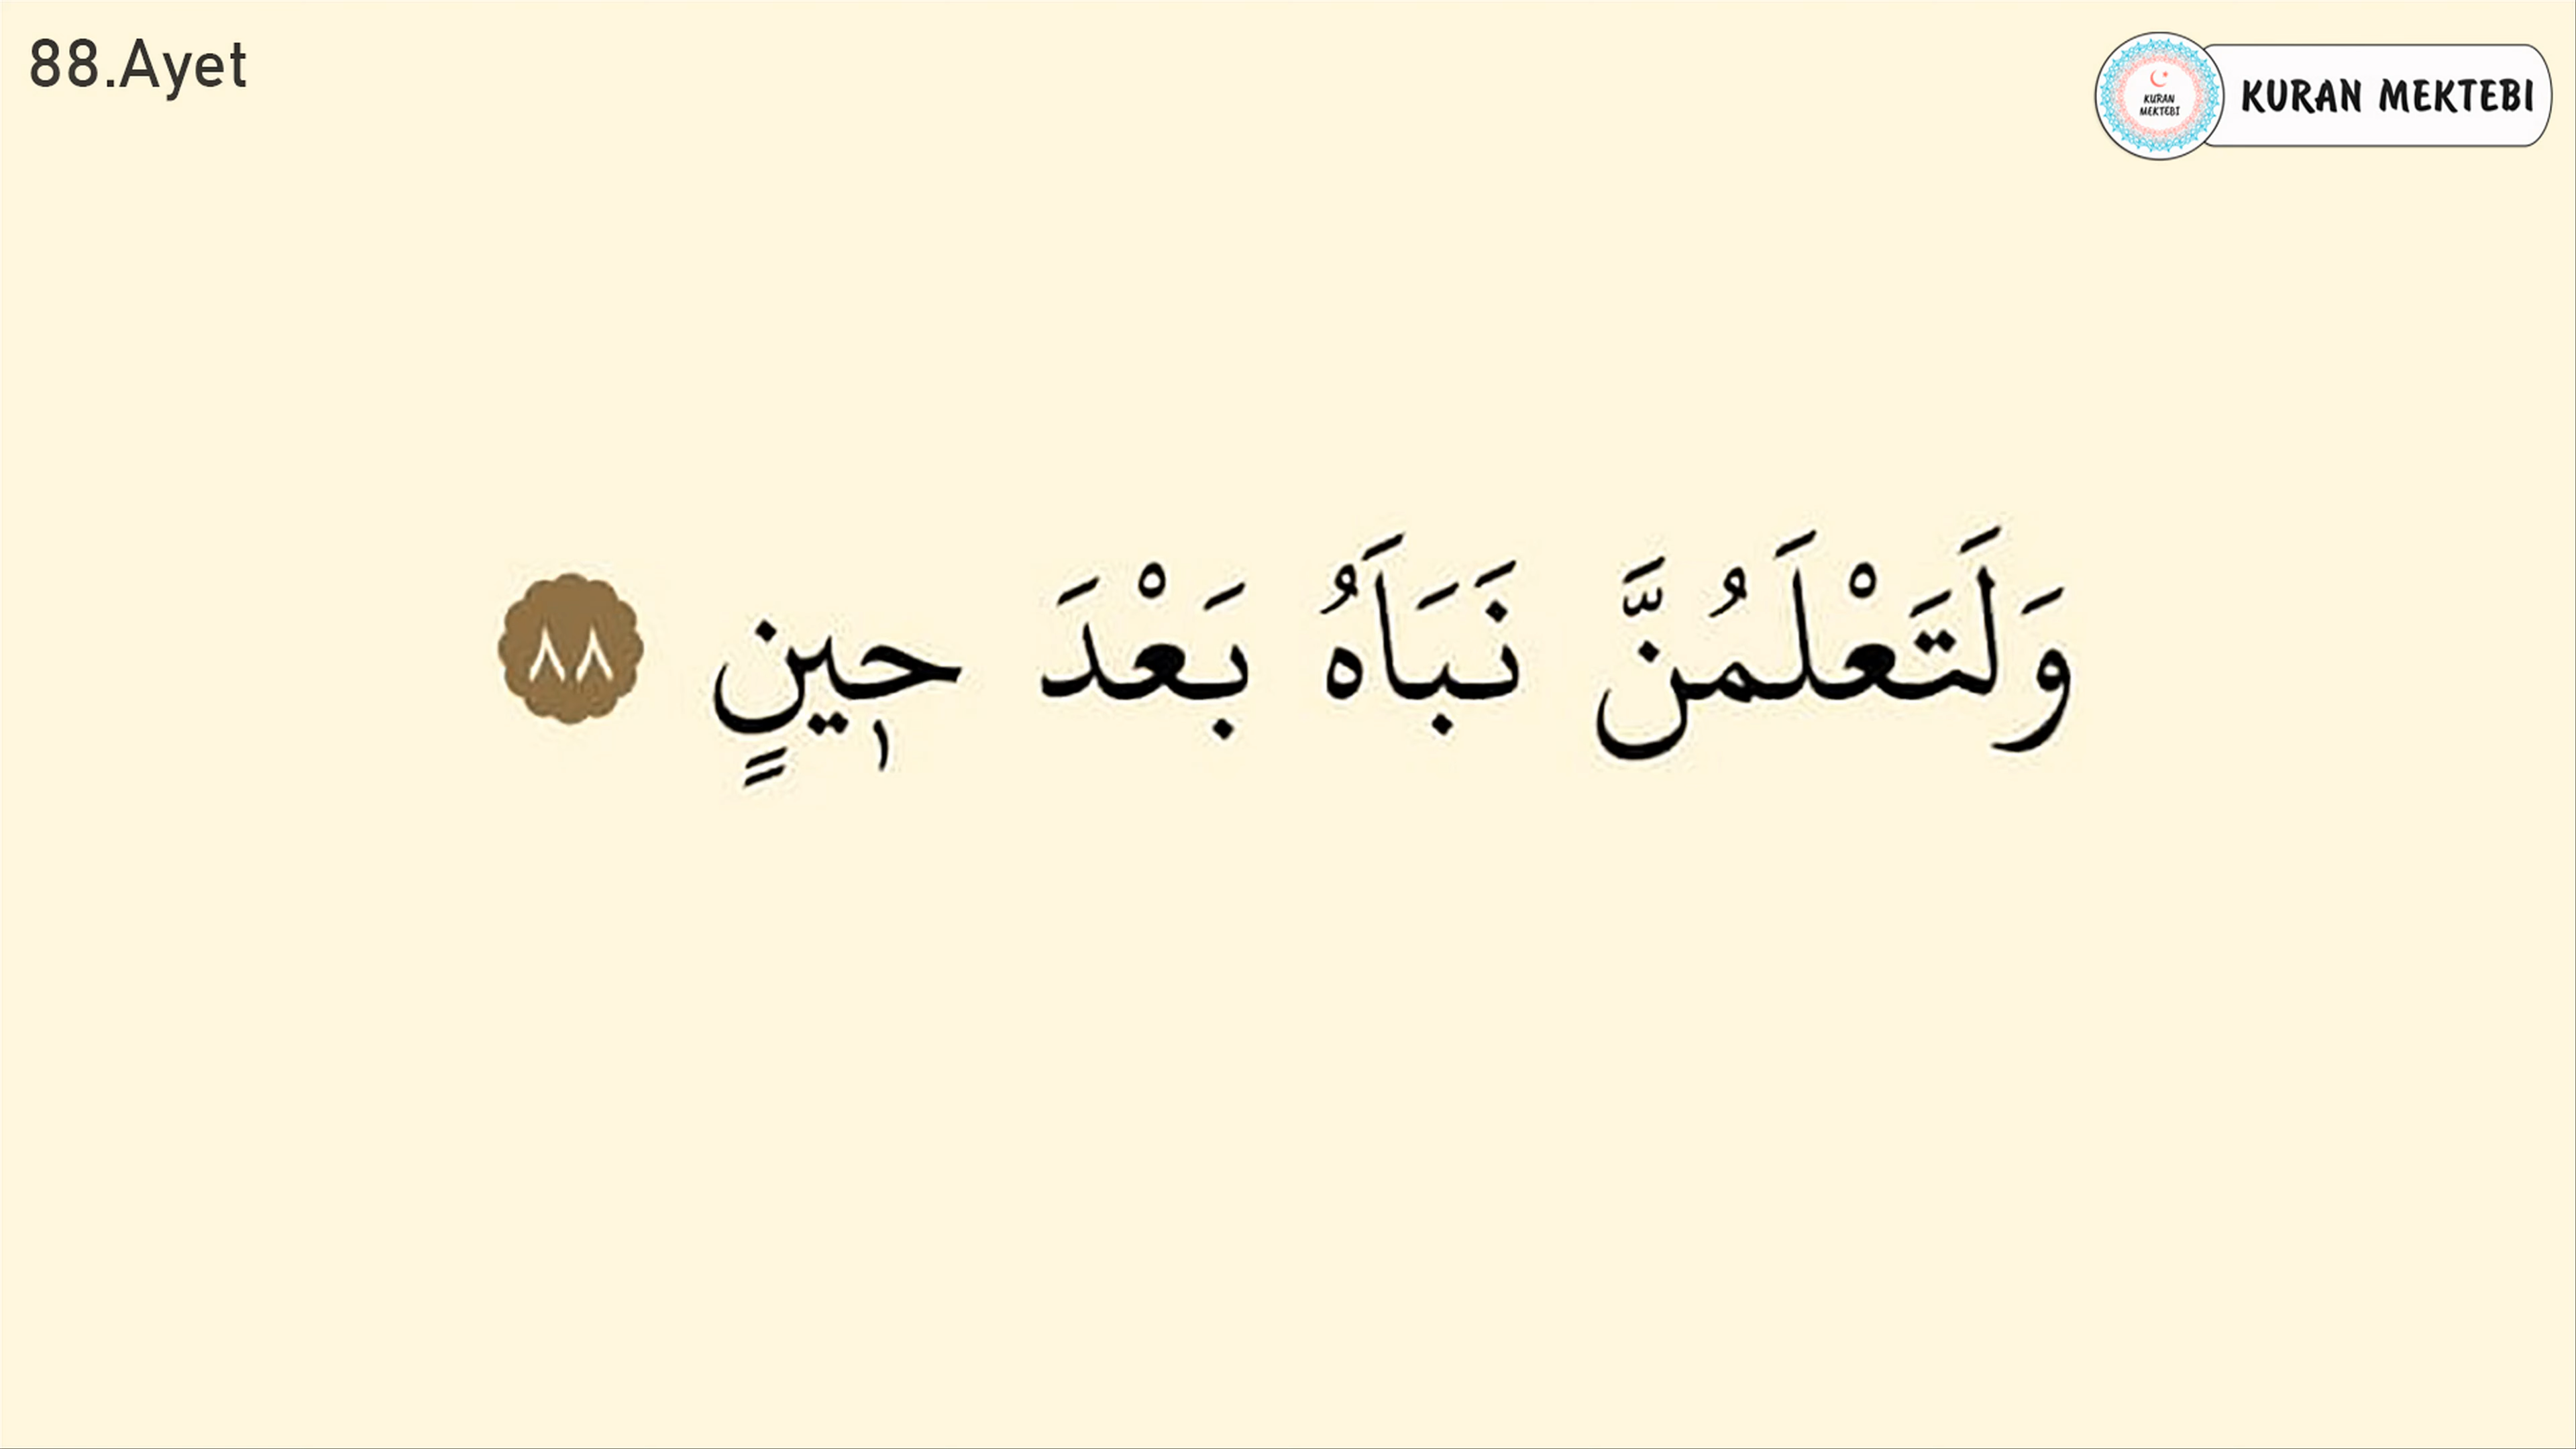 88.Ayet
KURAN MEKTEBI
KURAN
MEKTEBI
وَلَتَعْلَمُنَّ نَبَاَهُ بَعْدَ حٖينٍ ٨٨